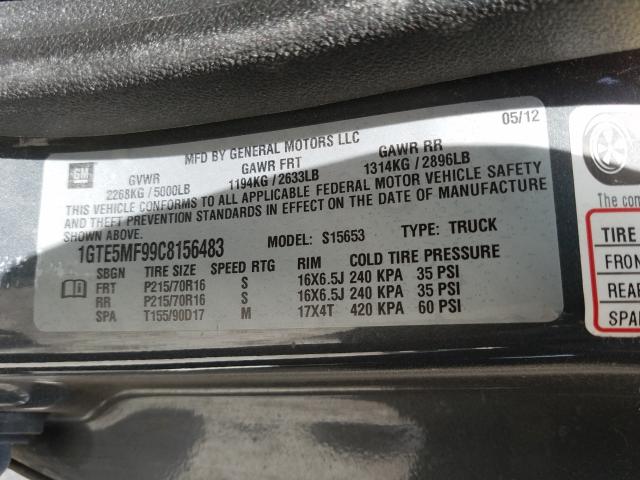 05/12
MFD BY GENERAL MOTORS LLC
GM
GVWR GAWR FRT GAWR RR
2268KG / 5000LB 1194KG / 2633LB 1314KG / 2896LB
THIS VEHICLE CONFORMS TO ALL APPLICABLE FEDERAL MOTOR VEHICLE SAFETY
AND THEFT PREVENTION STANDARDS IN EFFECT ON THE DATE OF MANUFACTURE
SHOWN ABOVE.
1GTE5MF99C8156483 MODEL: S15653 TYPE: TRUCK
SBGN TIRE SIZE SPEED RTG RIM COLD TIRE PRESSURE
FRT P215/70R16 S 16X6.5J 240 KPA 35 PSI
RR P215/70R16 S 16X6.5J 240 KPA 35 PSI
SPA T155/90D17 M 17X4T 420 KPA 60 PSI
The com
TIRE
FRON
REAR
SPAR